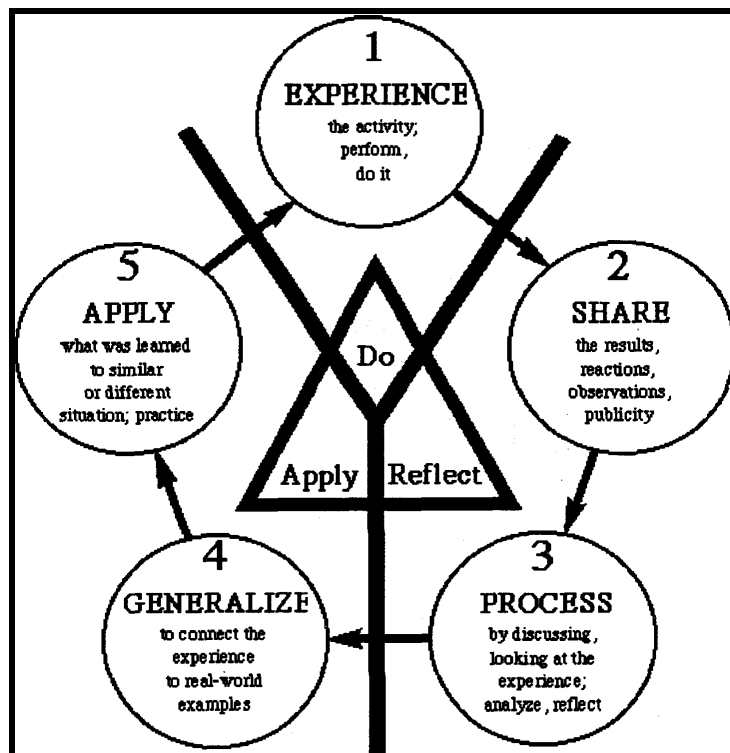 1
EXPERIENCE
the activity;
perform,
do it
2
SHARE
the results,
reactions,
observations,
publicity
3
PROCESS
by discussing,
looking at the
experience;
analyze, reflect
4
GENERALIZE
to connect the
experience
to real-world
examples
5
APPLY
what was learned
to similar
or different
situation; practice
Do
Apply
Reflect